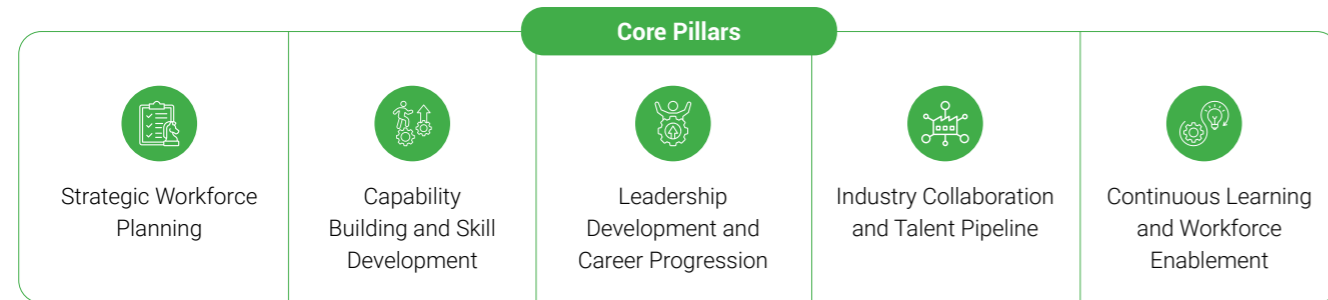 Core Pillars
Strategic Workforce
Planning
Capability
Building and Skill
Development
Leadership
Development and
Career Progression
Industry Collaboration
and Talent Pipeline
Continuous Learning
and Workforce
Enablement